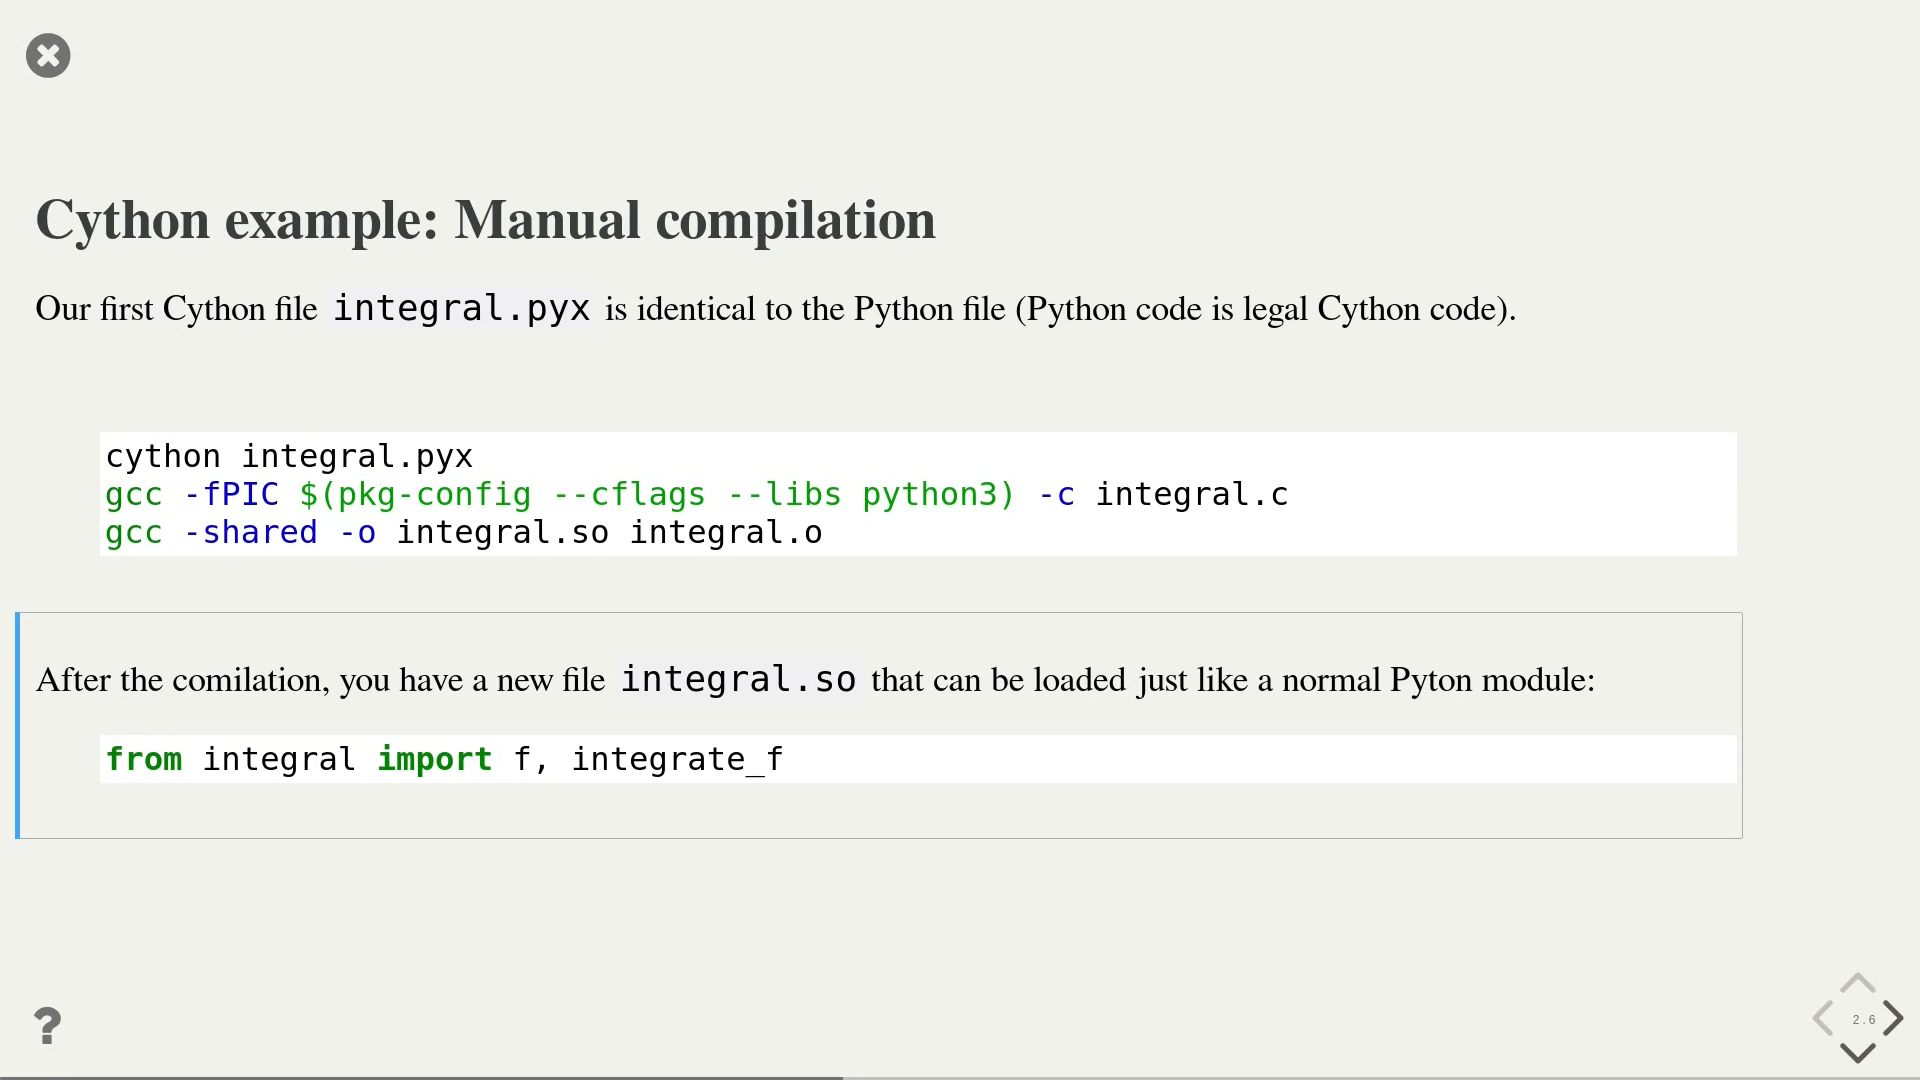 Cython example: Manual compilation
Our first Cython file integral.pyx is identical to the Python file (Python code is legal Cython code).
cython integral.pyx
gcc -fPIC $(pkg-config --cflags --libs python3) -c integral.c
gcc -shared -o integral.so integral.o
After the comilation, you have a new file integral.so that can be loaded just like a normal Pyton module:
from integral import f, integrate_f
?
2.6